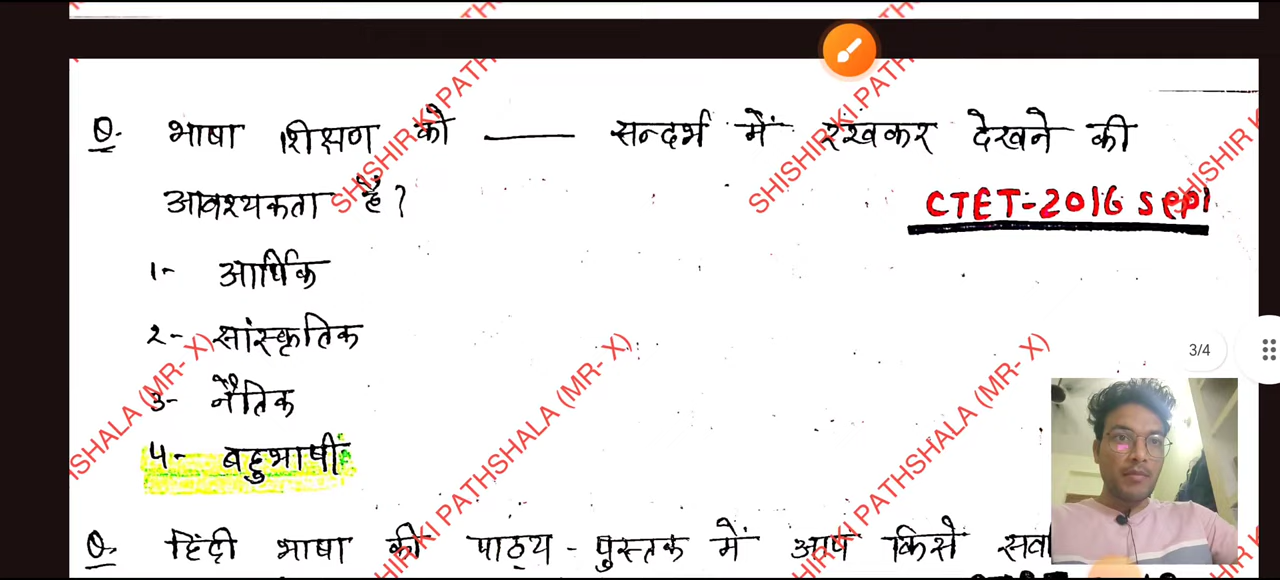 Q. भाषा शिक्षण को ——— सन्दर्भ में रखकर देखने की
आवश्यकता है?
CTET-2016 Sept
1- आर्थिक
2- सांस्कृतिक
3- नैतिक
4- बहुभाषी
3/4
Q. हिंदी भाषा की पाठ्य-पुस्तक में आप किसे
SHISHIR KI PATHSHALA (MR-X)